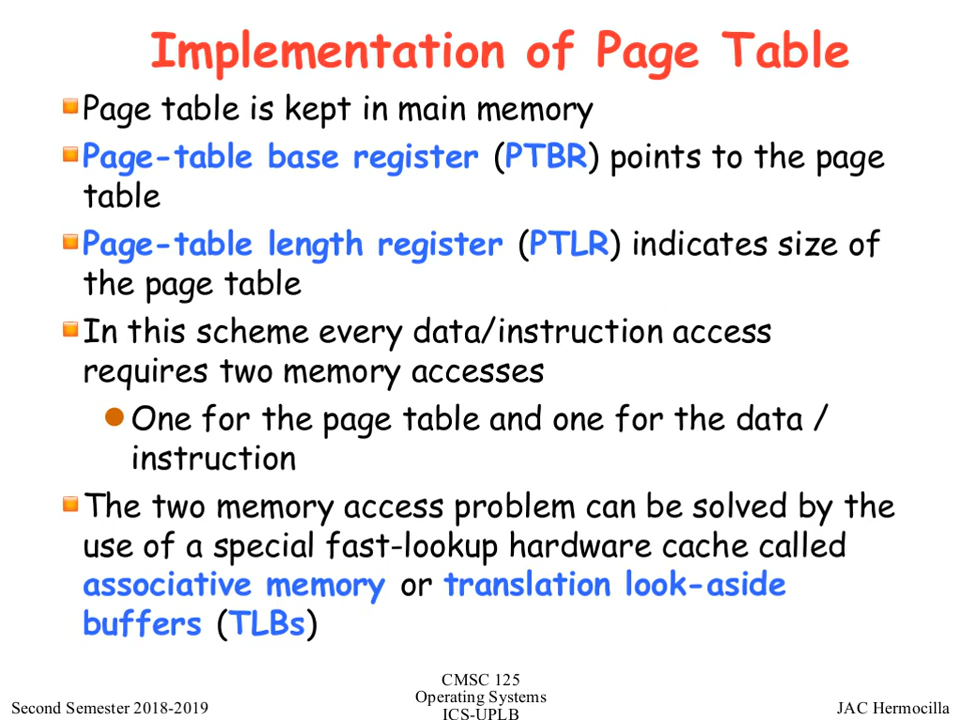 Implementation of Page Table
Page table is kept in main memory
Page-table base register (PTBR) points to the page
table
Page-table length register (PTLR) indicates size of
the page table
In this scheme every data/instruction access
requires two memory accesses
One for the page table and one for the data /
instruction
The two memory access problem can be solved by the
use of a special fast-lookup hardware cache called
associative memory or translation look-aside
buffers (TLBs)
Second Semester 2018-2019
CMSC 125
Operating Systems
ICS-UPLB
JAC Hermocilla